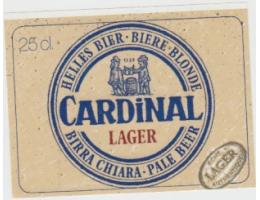 25 cl.
HELLES BIER · BIERE BLONDE
CARDINAL
LAGER
BIRRA CHIARA · PALE BEER
LAGER